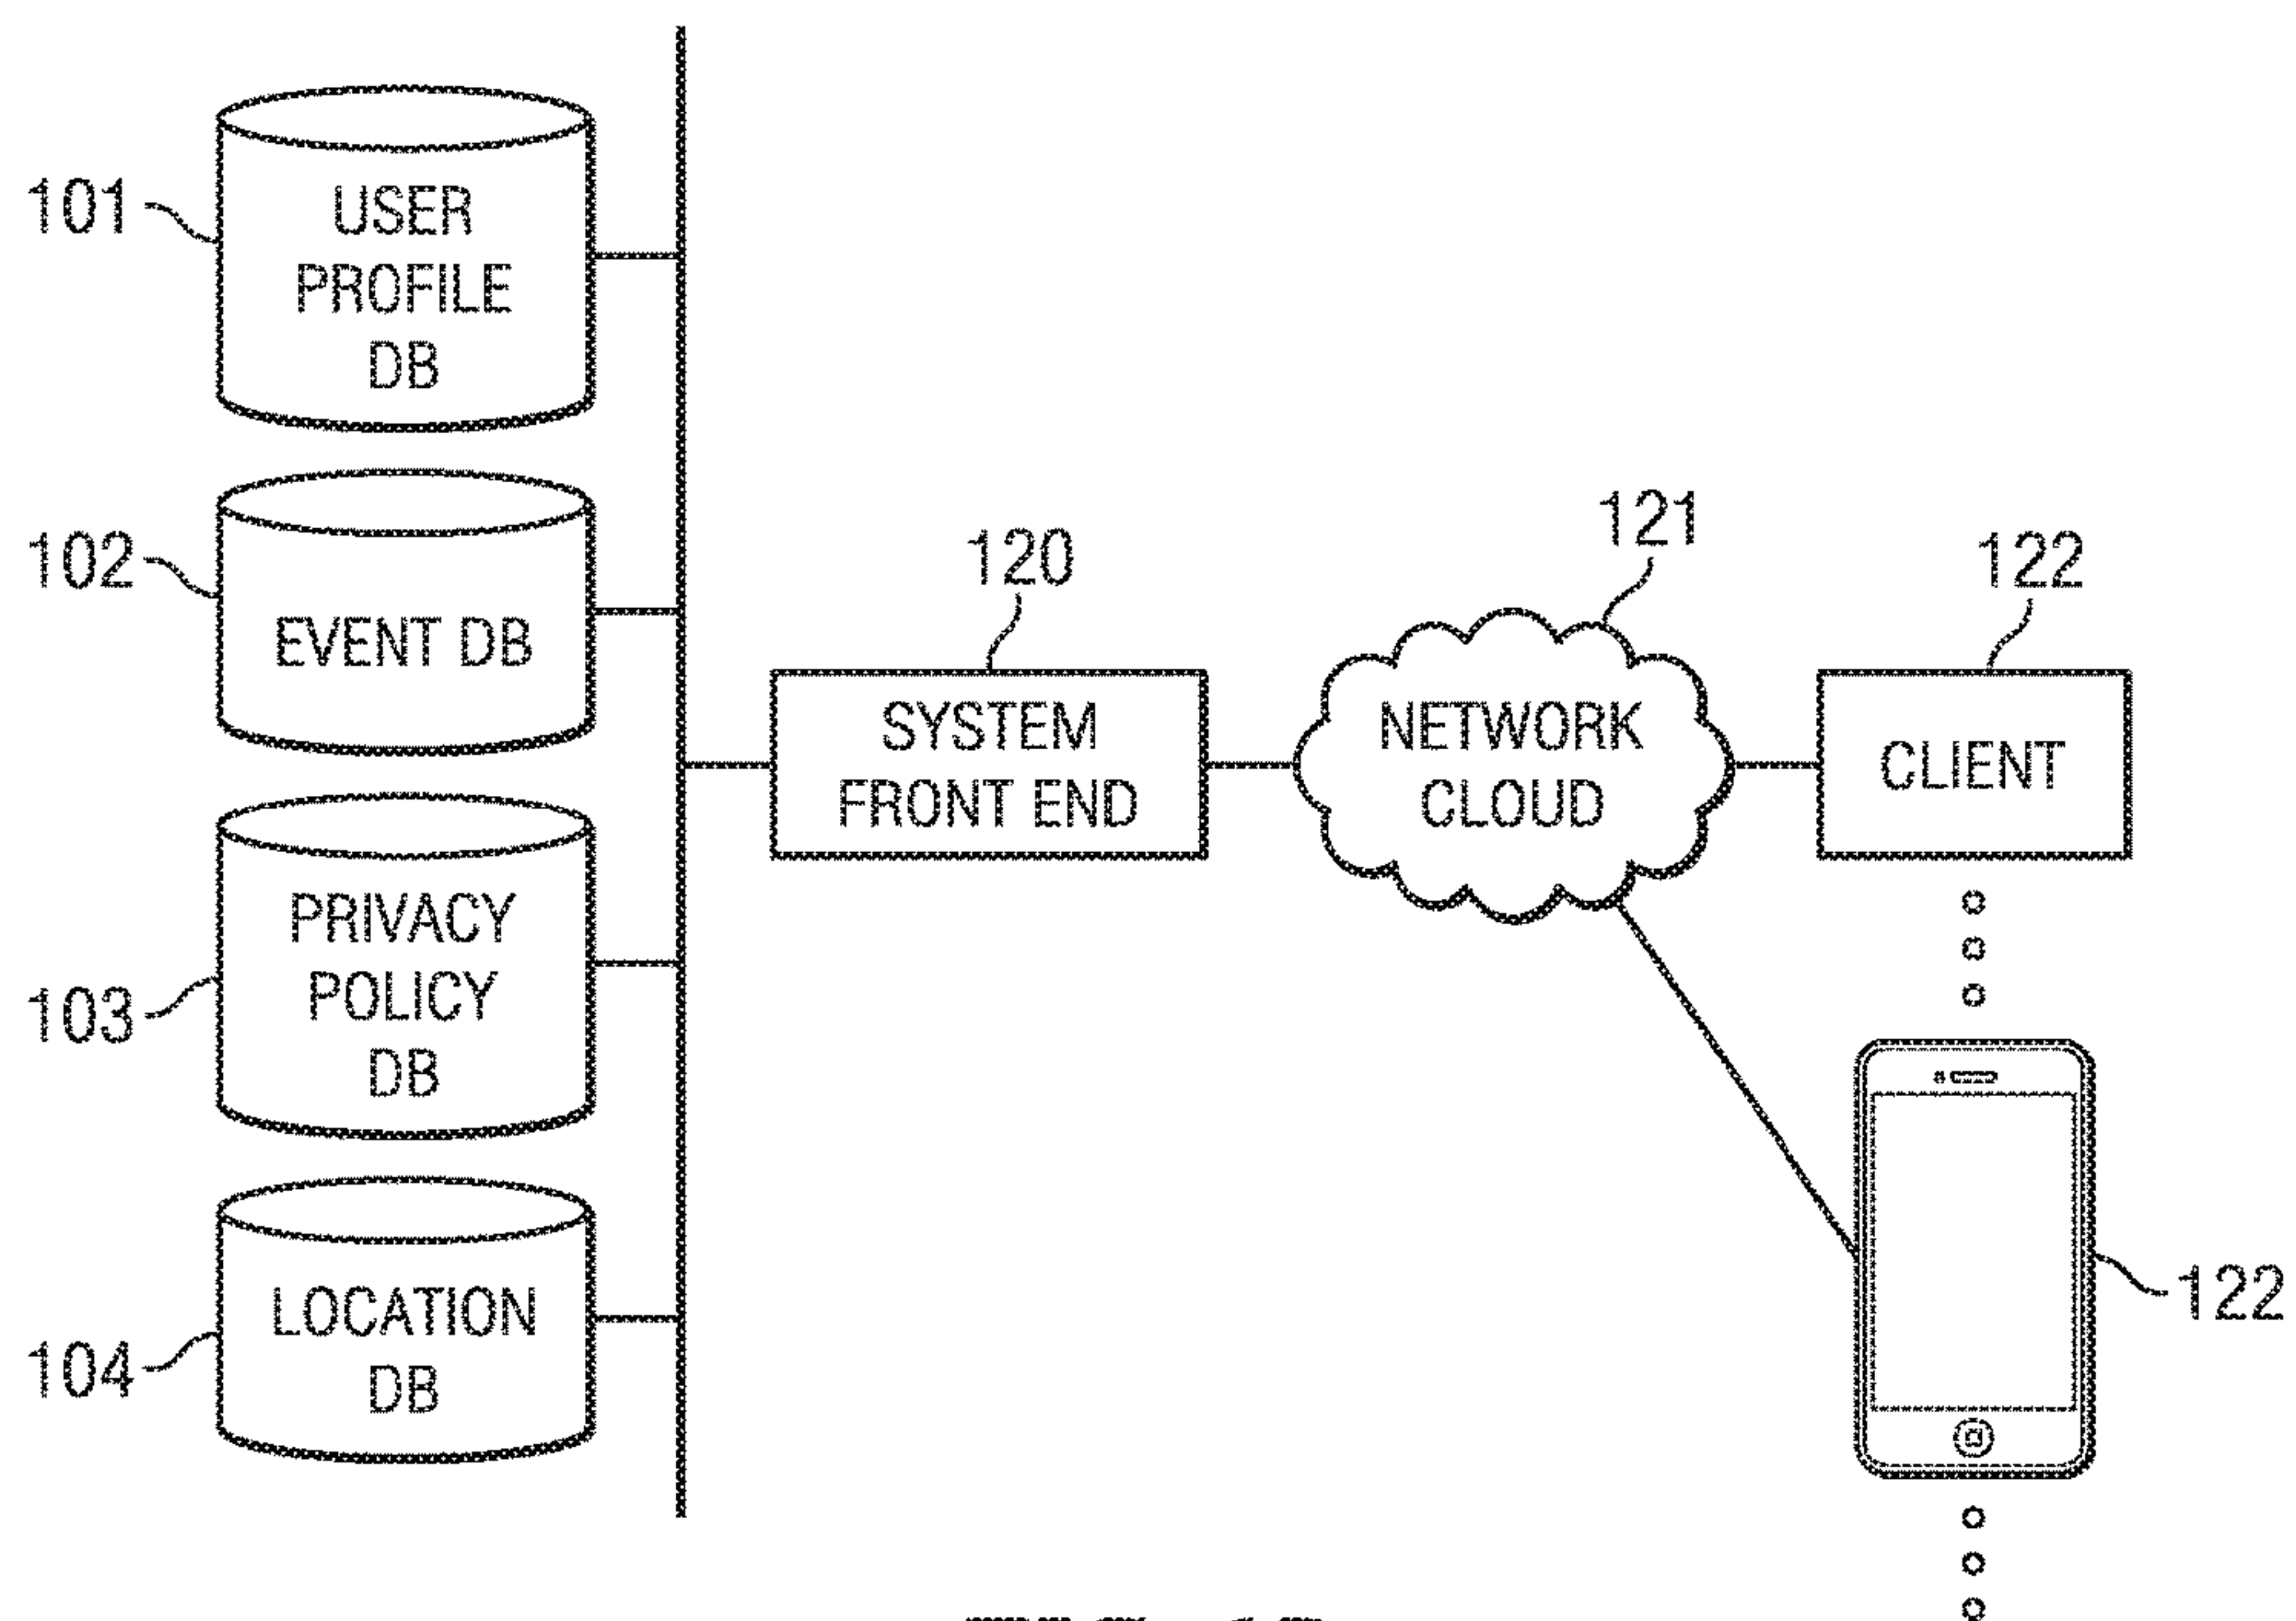 101
USER
PROFILE
DB
102
EVENT DB
103
PRIVACY
POLICY
DB
104
LOCATION
DB
120
SYSTEM
FRONT END
121
NETWORK
CLOUD
122
CLIENT
122